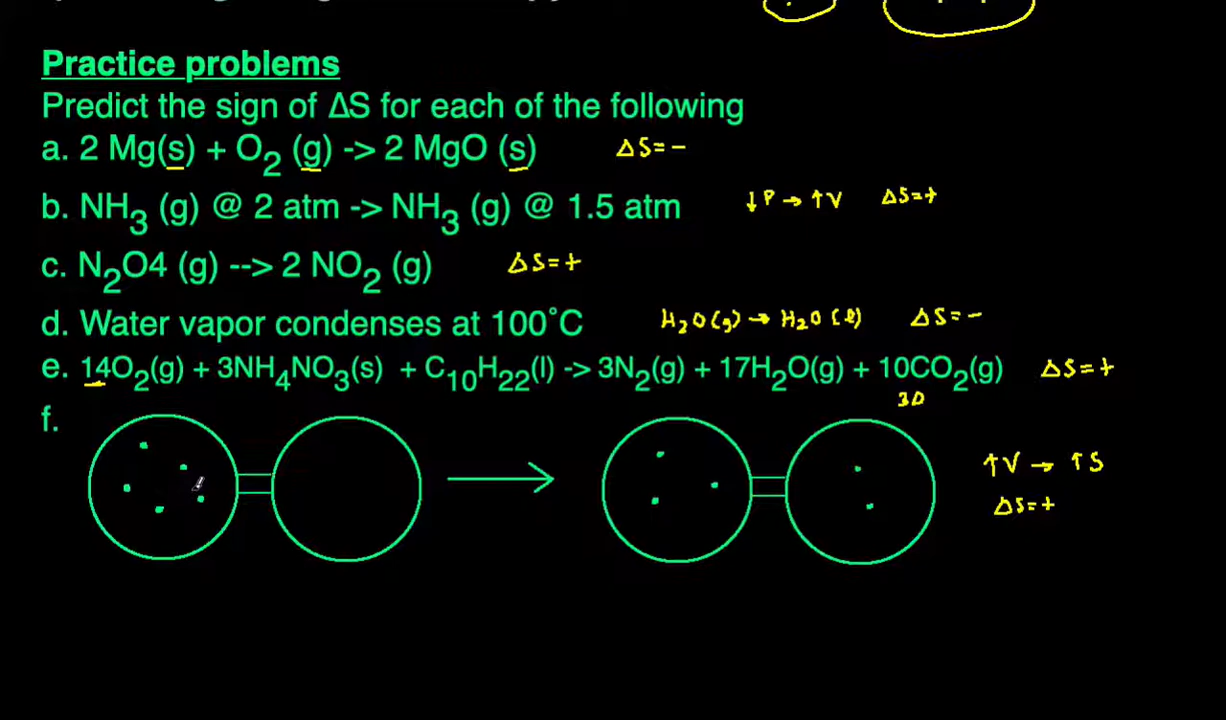 Practice problems
Predict the sign of ΔS for each of the following
a. 2 Mg(s) + O₂ (g) -> 2 MgO (s) ΔS=-
b. NH₃ (g) @ 2 atm -> NH₃ (g) @ 1.5 atm ↓P→↑V ΔS=+
c. N₂O4 (g) --> 2 NO₂ (g) ΔS=+
d. Water vapor condenses at 100˚C H₂O(g)→H₂O(l) ΔS=-
e. 14O₂(g) + 3NH₄NO₃(s) + C₁₀H₂₂(l) -> 3N₂(g) + 17H₂O(g) + 10CO₂(g) ΔS=+
30
f.
↑V → ↑S
ΔS=+